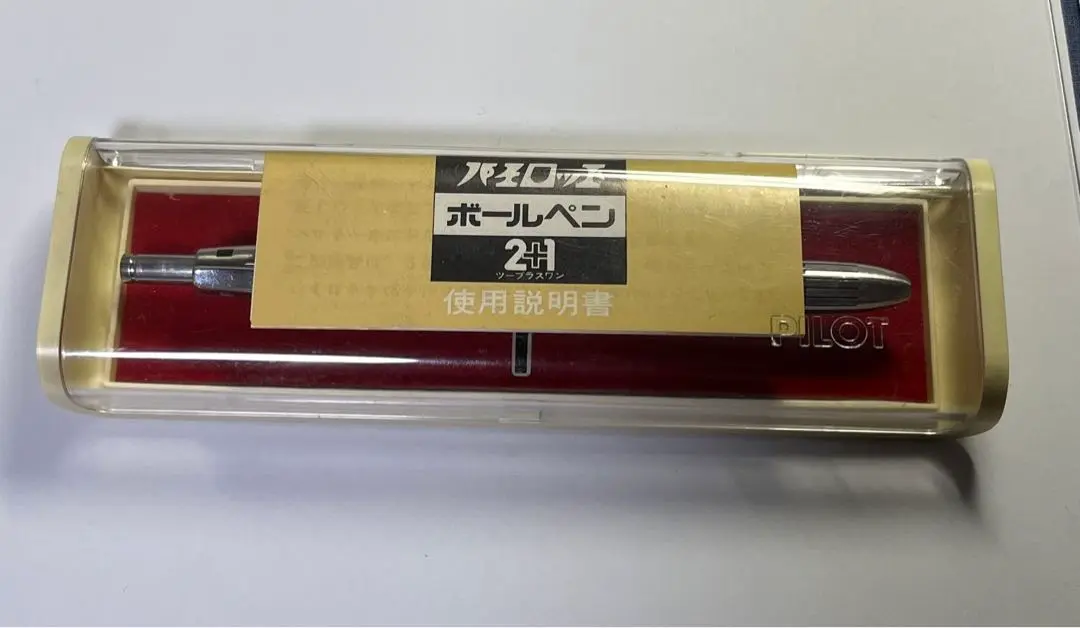 パイロット
ボールペン
2+1
ツープラスワン
使用説明書
PILOT